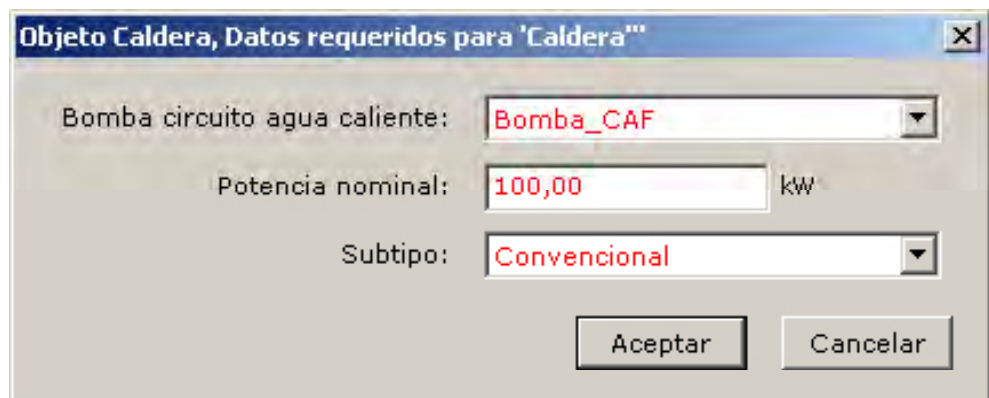 Objeto Caldera, Datos requeridos para 'Caldera'''
Bomba circuito agua caliente: Bomba_CAF
Potencia nominal: 100,00 kW
Subtipo: Convencional
Aceptar Cancelar